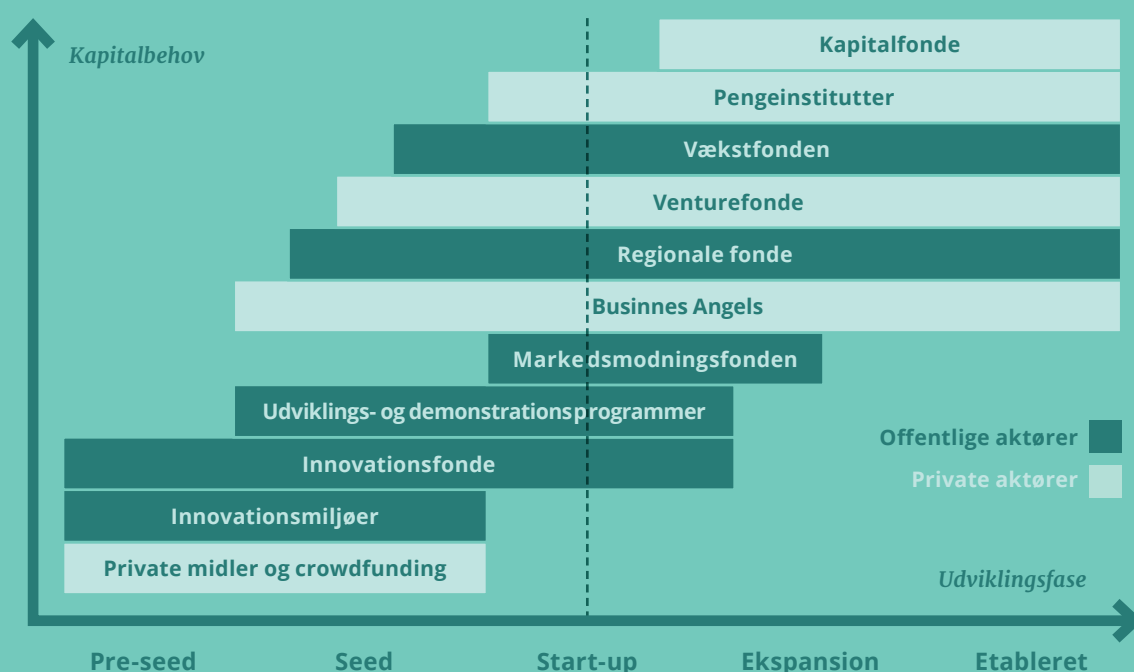 Kapitalbehov
Kapitalfonde
Pengeinstitutter
Vækstfonden
Venturefonde
Regionale fonde
Businnes Angels
Markedsmodningsfonden
Udviklings- og demonstrationsprogrammer
Innovationsfonde
Innovationsmiljøer
Private midler og crowdfunding
Offentlige aktører
Private aktører
Udviklingsfase
Pre-seed Seed Start-up Ekspansion Etableret